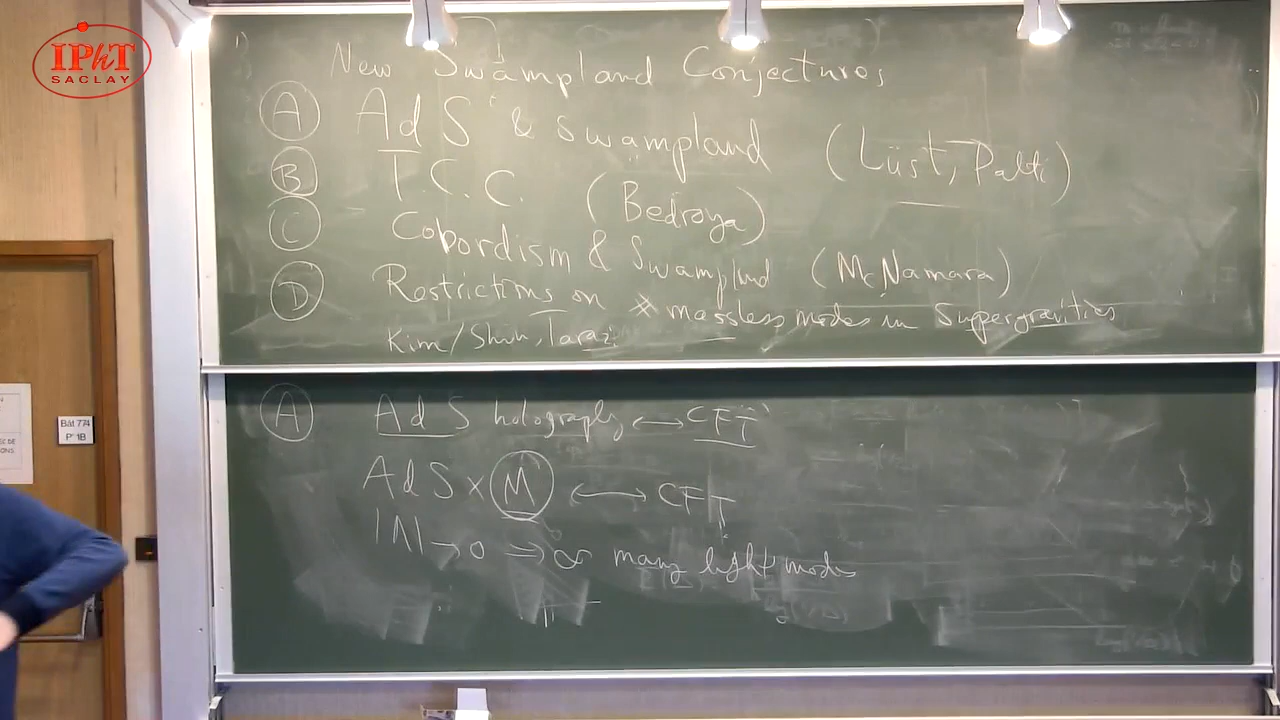 IPhT
SACLAY
New Swampland Conjectures
Ⓐ AdS & Swampland (Lüst, Palti)
Ⓑ T.C.C. (Bedroya)
Ⓒ Cobordism & Swampland (McNamara)
Ⓓ Restrictions on # massless modes in Supergravities
Kim/Shiu, Tarazi
Ⓐ AdS holography ↔ CFT
AdS × M ↔ CFT
|Λ| → 0 ⇒ ∞ many light modes
Bât 774
P 1B